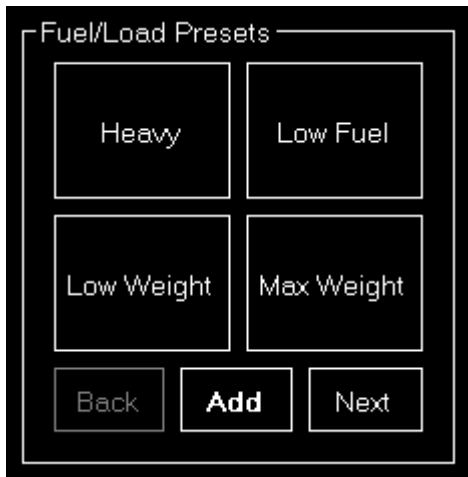 Fuel/Load Presets
Heavy
Low Fuel
Low Weight
Max Weight
Back
Add
Next